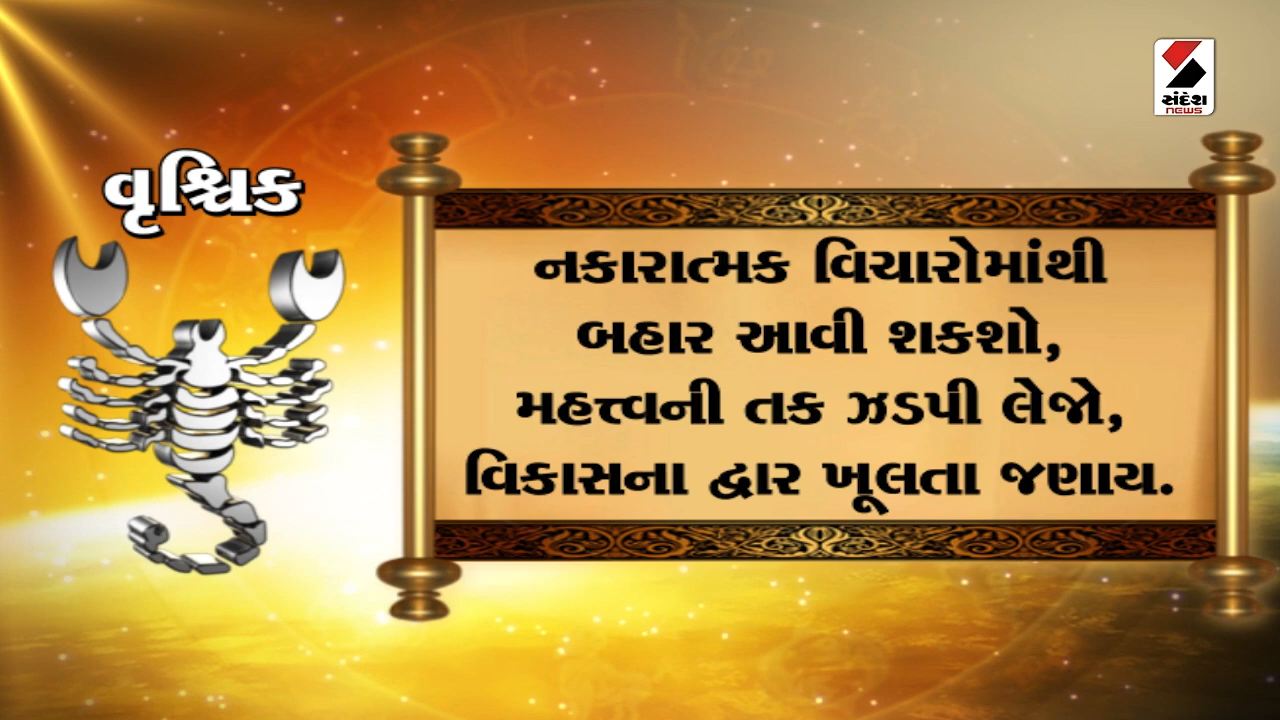 સંદેશ
NEWS
વૃશ્ચિક
નકારાત્મક વિચારોમાંથી
બહાર આવી શકશો,
મહત્ત્વની તક ઝડપી લેજો,
વિકાસના દ્વાર ખૂલતા જણાય.